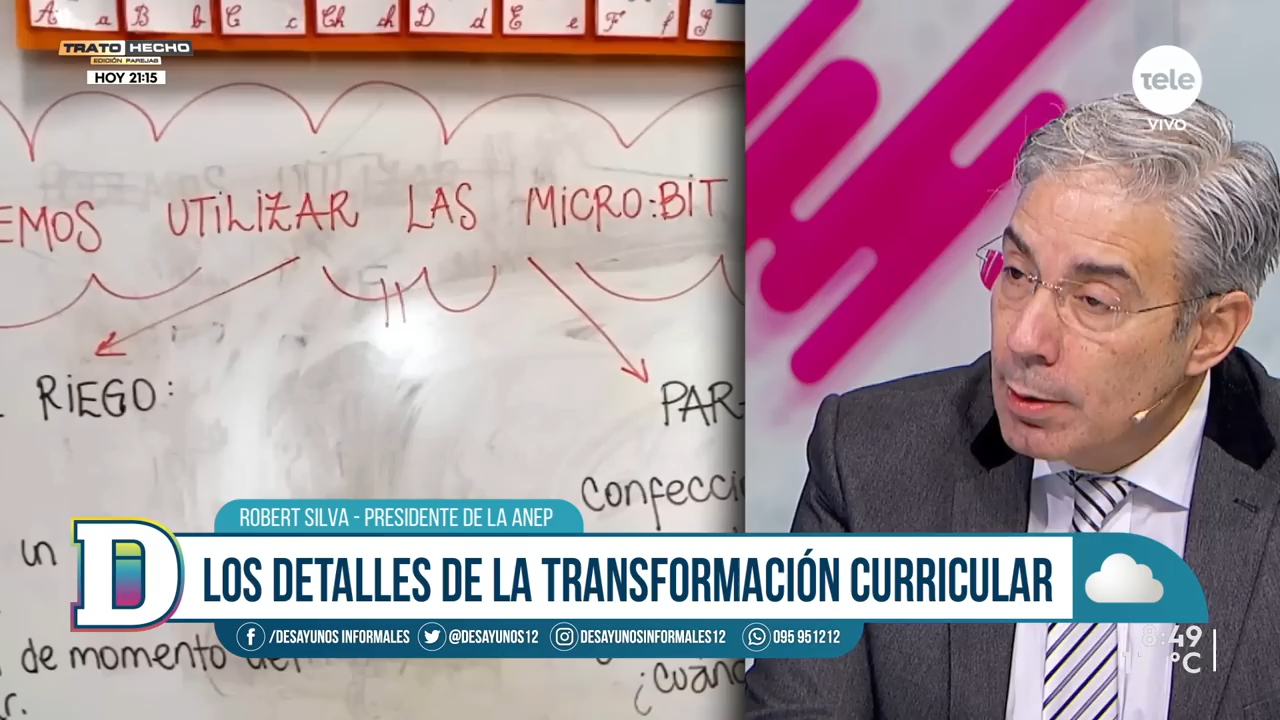 A a B b C c Ch ch D d E e F f g
TRATO HECHO
EDICIÓN PAREJAS
HOY 21:15
tele
VIVO
EMOS UTILIZAR LAS MICRO:BIT
RIEGO:
PAR-
confecci
un
de momento del
¿cuand
r.
ROBERT SILVA - PRESIDENTE DE LA ANEP
D LOS DETALLES DE LA TRANSFORMACIÓN CURRICULAR
/DESAYUNOS INFORMALES @DESAYUNOS12 DESAYUNOSINFORMALES12 095 951212
8:49
°C